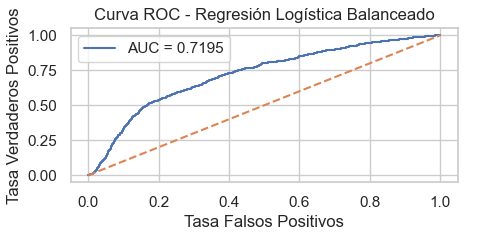 Curva ROC - Regresión Logística Balanceado
AUC = 0.7195
Tasa Verdaderos Positivos
1.00
0.75
0.50
0.25
0.00
0.0 0.2 0.4 0.6 0.8 1.0
Tasa Falsos Positivos